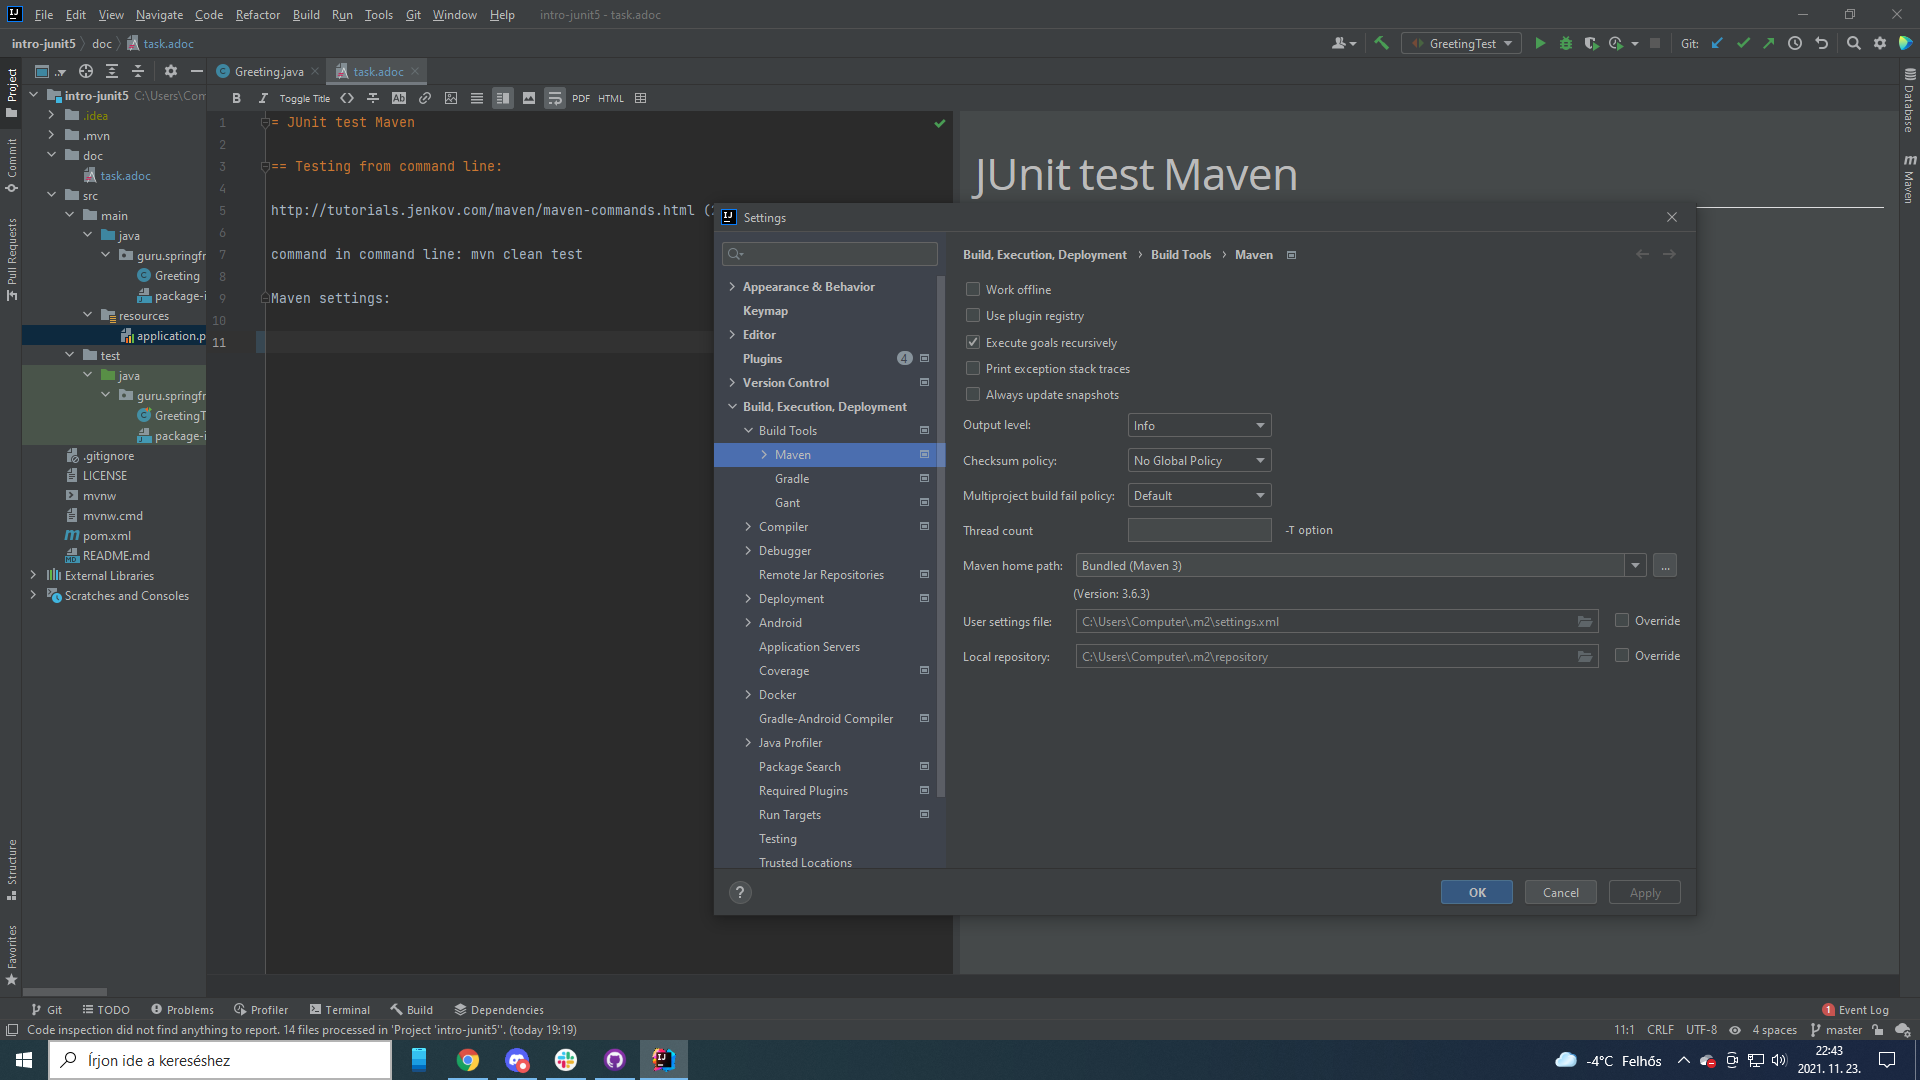 File Edit View Navigate Code Refactor Build Run Tools Git Window Help intro-junit5 - task.adoc
intro-junit5 doc task.adoc GreetingTest Git:
Project
Commit
Pull Requests
Structure
Favorites
intro-junit5 C:\Users\Com
.idea
.mvn
doc
task.adoc
src
main
java
guru.springfr
Greeting
package-i
resources
application.p
test
java
guru.springfr
GreetingT
package-i
.gitignore
LICENSE
mvnw
mvnw.cmd
pom.xml
README.md
External Libraries
Scratches and Consoles
Greeting.java task.adoc
B I Toggle Title Ab PDF HTML
1 = JUnit test Maven
2
3 == Testing from command line:
4
5 http://tutorials.jenkov.com/maven/maven-commands.html (
6
7 command in command line: mvn clean test
8
9 Maven settings:
10
11
JUnit test Maven
Database
Maven
Settings
Appearance & Behavior
Keymap
Editor
Plugins 4
Version Control
Build, Execution, Deployment
Build Tools
Maven
Gradle
Gant
Compiler
Debugger
Remote Jar Repositories
Deployment
Android
Application Servers
Coverage
Docker
Gradle-Android Compiler
Java Profiler
Package Search
Required Plugins
Run Targets
Testing
Trusted Locations
Build, Execution, Deployment › Build Tools › Maven
Work offline
Use plugin registry
Execute goals recursively
Print exception stack traces
Always update snapshots
Output level: Info
Checksum policy: No Global Policy
Multiproject build fail policy: Default
Thread count -T option
Maven home path: Bundled (Maven 3) ...
(Version: 3.6.3)
User settings file: C:\Users\Computer\.m2\settings.xml Override
Local repository: C:\Users\Computer\.m2\repository Override
? OK Cancel Apply
Git TODO Problems Profiler Terminal Build Dependencies 1 Event Log
Code inspection did not find anything to report. 14 files processed in 'Project 'intro-junit5''. (today 19:19) 11:1 CRLF UTF-8 4 spaces master
Írjon ide a kereséshez -4°C Felhős 22:43
2021. 11. 23.